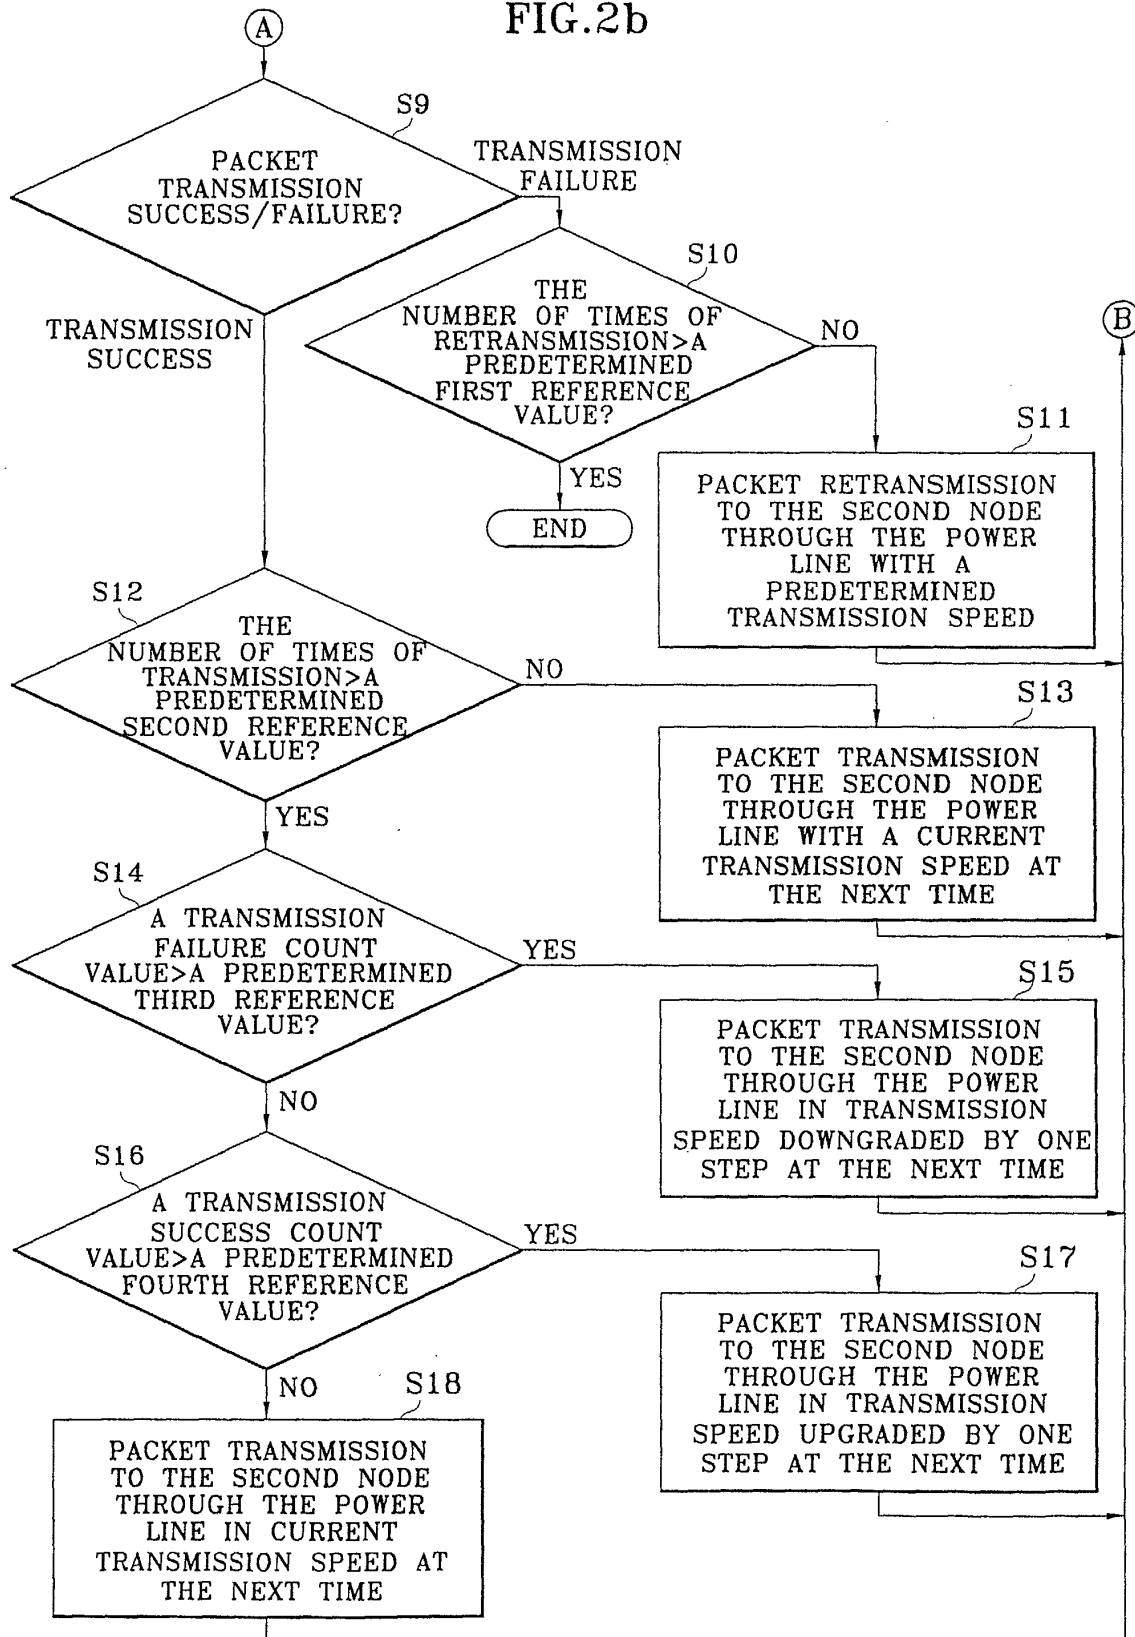 FIG.2b
A
S9
PACKET
TRANSMISSION
SUCCESS/FAILURE?
TRANSMISSION
FAILURE
TRANSMISSION
SUCCESS
S10
THE
NUMBER OF TIMES OF
RETRANSMISSION>A
PREDETERMINED
FIRST REFERENCE
VALUE?
NO
B
YES
END
S11
PACKET RETRANSMISSION
TO THE SECOND NODE
THROUGH THE POWER
LINE WITH A
PREDETERMINED
TRANSMISSION SPEED
S12
THE
NUMBER OF TIMES OF
TRANSMISSION>A
PREDETERMINED
SECOND REFERENCE
VALUE?
NO
YES
S13
PACKET TRANSMISSION
TO THE SECOND NODE
THROUGH THE POWER
LINE WITH A CURRENT
TRANSMISSION SPEED AT
THE NEXT TIME
S14
A TRANSMISSION
FAILURE COUNT
VALUE>A PREDETERMINED
THIRD REFERENCE
VALUE?
YES
NO
S15
PACKET TRANSMISSION
TO THE SECOND NODE
THROUGH THE POWER
LINE IN TRANSMISSION
SPEED DOWNGRADED BY ONE
STEP AT THE NEXT TIME
S16
A TRANSMISSION
SUCCESS COUNT
VALUE>A PREDETERMINED
FOURTH REFERENCE
VALUE?
YES
NO
S17
PACKET TRANSMISSION
TO THE SECOND NODE
THROUGH THE POWER
LINE IN TRANSMISSION
SPEED UPGRADED BY ONE
STEP AT THE NEXT TIME
S18
PACKET TRANSMISSION
TO THE SECOND NODE
THROUGH THE POWER
LINE IN CURRENT
TRANSMISSION SPEED AT
THE NEXT TIME